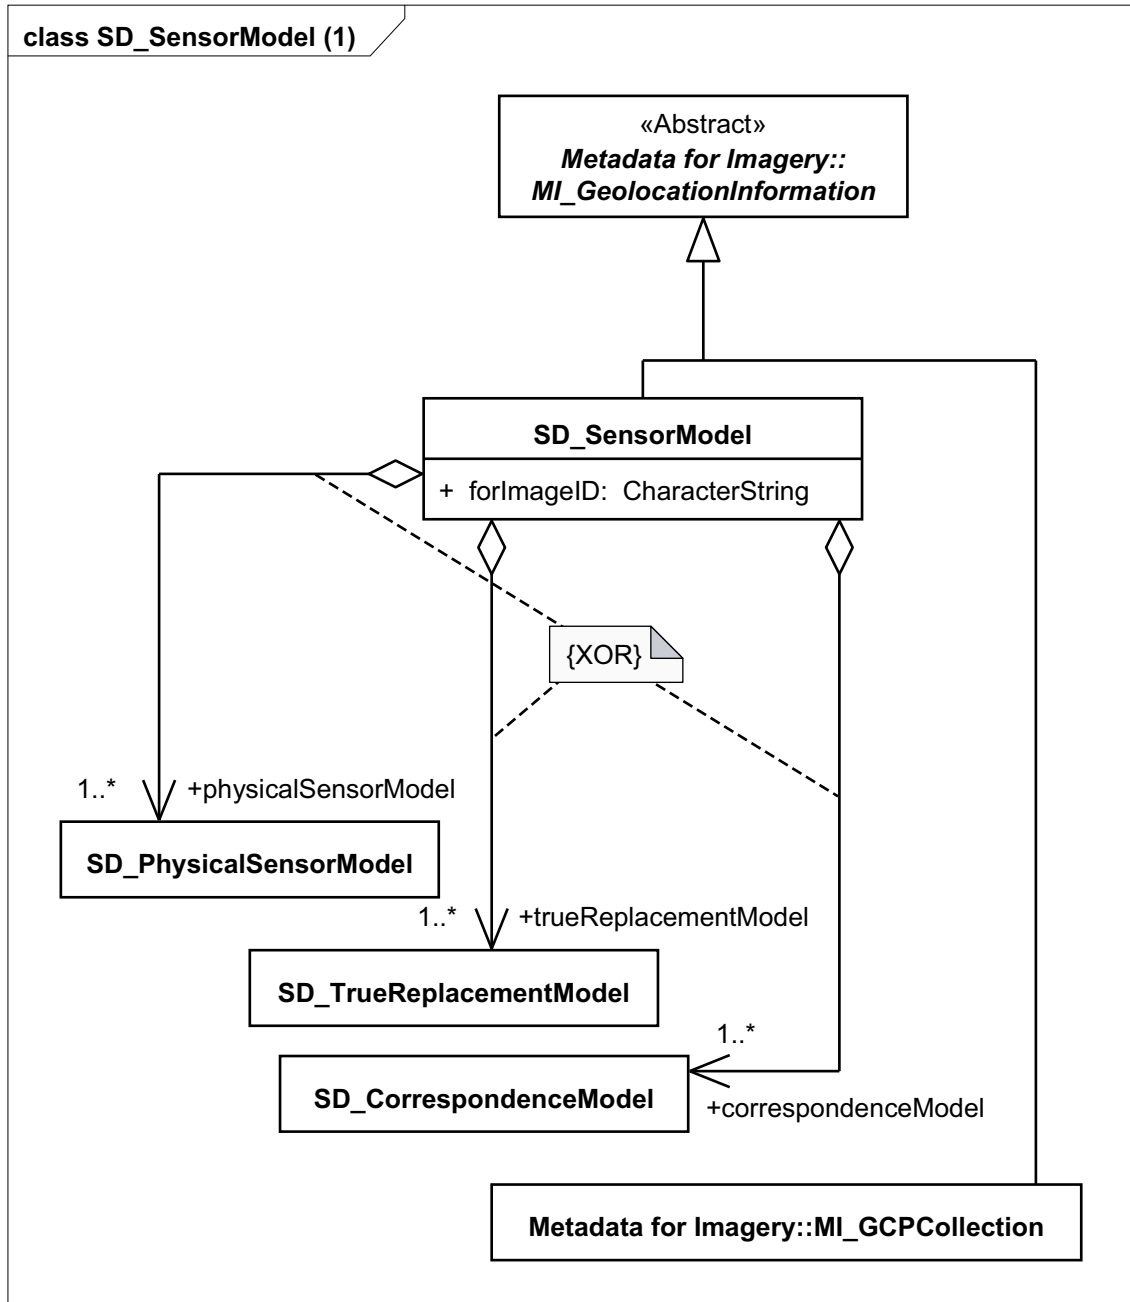 class SD_SensorModel (1)
«Abstract»
Metadata for Imagery::
MI_GeolocationInformation
SD_SensorModel
+ forImageID: CharacterString
{XOR}
1..* +physicalSensorModel
SD_PhysicalSensorModel
1..* +trueReplacementModel
SD_TrueReplacementModel
1..*
SD_CorrespondenceModel
+correspondenceModel
Metadata for Imagery::MI_GCPCollection